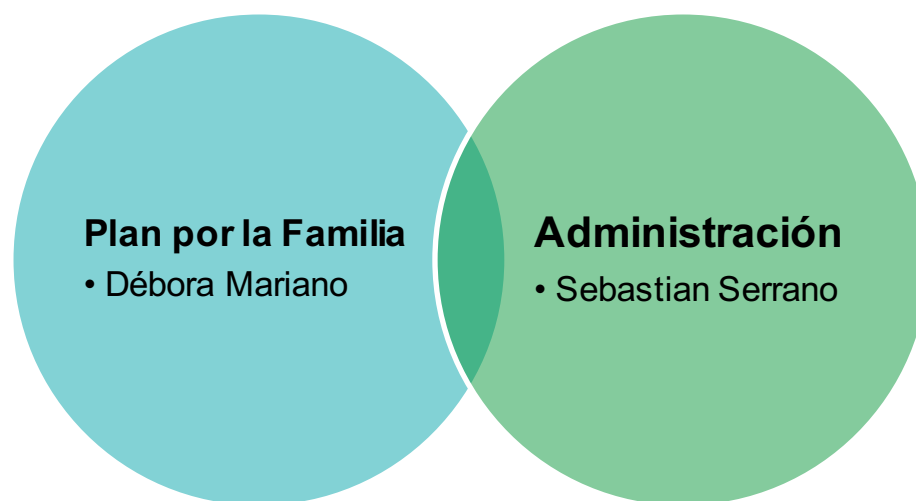 Plan por la Familia
• Débora Mariano
Administración
• Sebastian Serrano